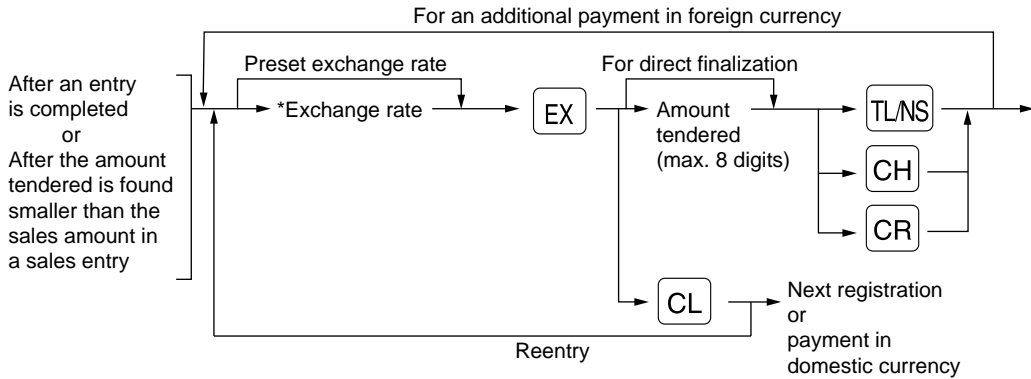 For an additional payment in foreign currency
After an entry
is completed
or
After the amount
tendered is found
smaller than the
sales amount in
a sales entry
Preset exchange rate
*Exchange rate
EX
For direct finalization
Amount
tendered
(max. 8 digits)
TL/NS
CH
CR
CL
Next registration
or
payment in
domestic currency
Reentry